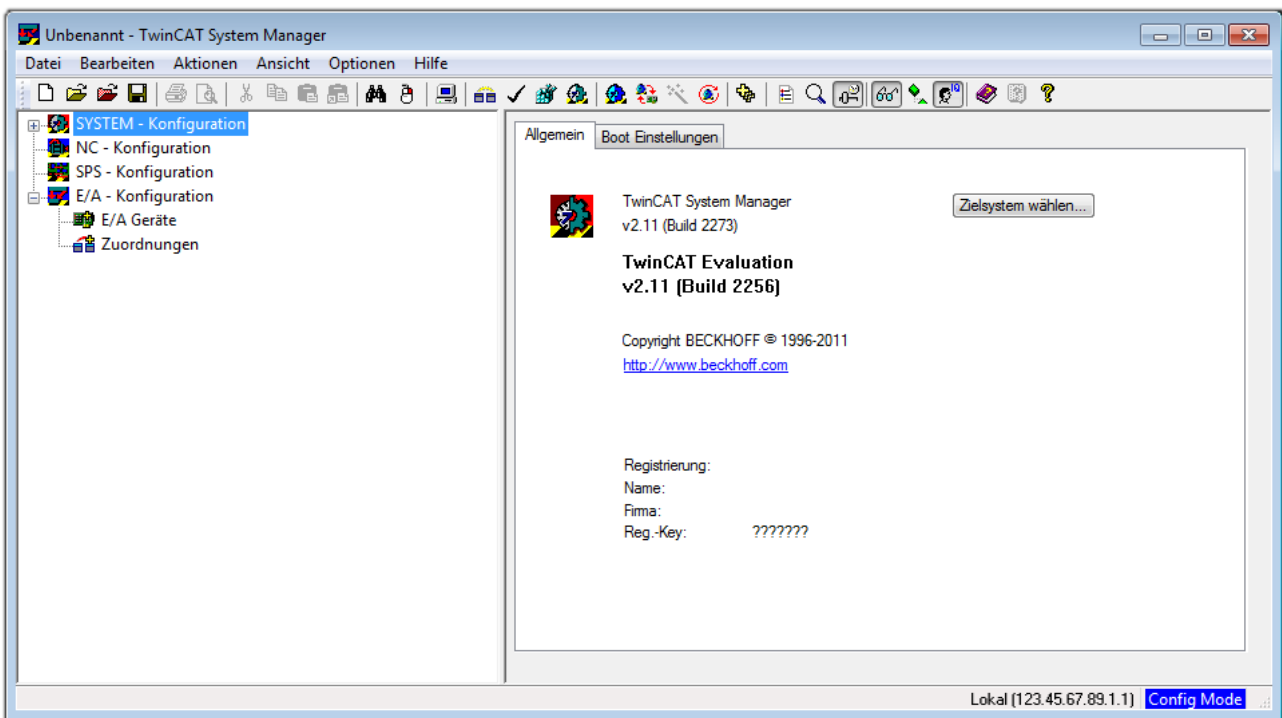 Unbenannt - TwinCAT System Manager
Datei Bearbeiten Aktionen Ansicht Optionen Hilfe
SYSTEM - Konfiguration
NC - Konfiguration
SPS - Konfiguration
E/A - Konfiguration
E/A Geräte
Zuordnungen
Allgemein Boot Einstellungen
TwinCAT System Manager
v2.11 (Build 2273)
Zielsystem wählen...
TwinCAT Evaluation
v2.11 (Build 2256)
Copyright BECKHOFF © 1996-2011
http://www.beckhoff.com
Registrierung:
Name:
Firma:
Reg.-Key: ???????
Lokal (123.45.67.89.1.1) Config Mode